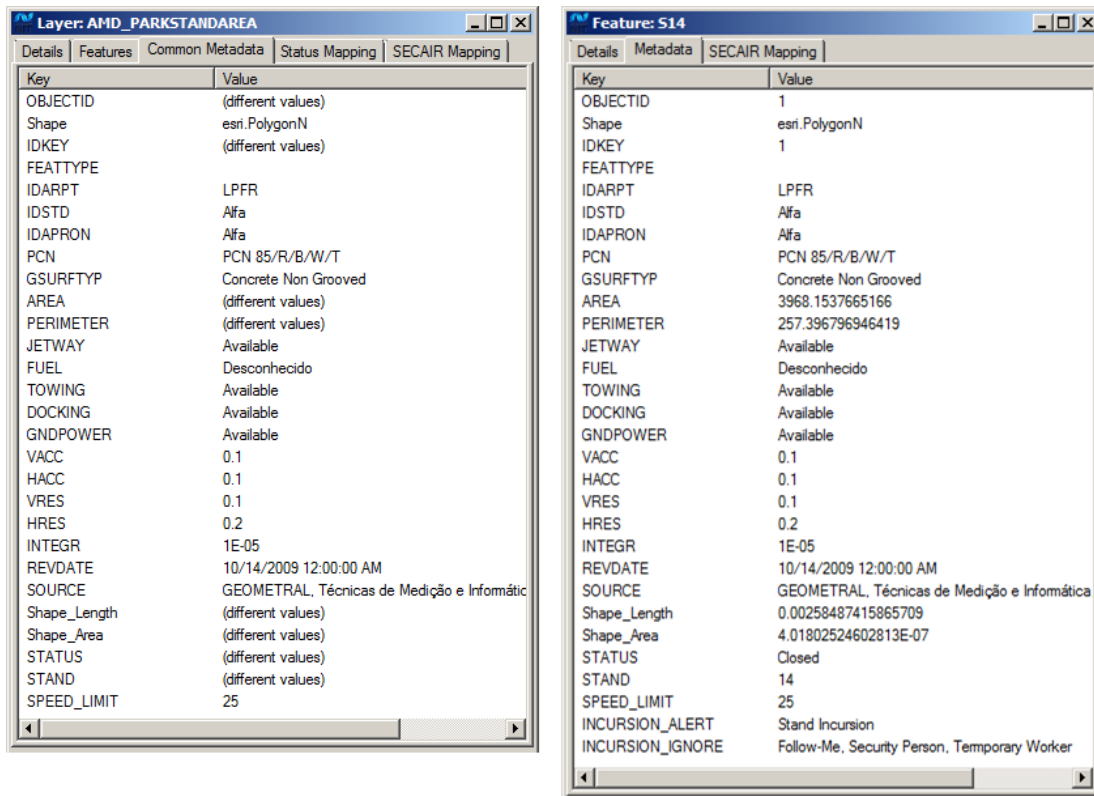 Layer: AMD_PARKSTANDAREA
Details Features Common Metadata Status Mapping SECAIR Mapping
Key Value
OBJECTID (different values)
Shape esri.PolygonN
IDKEY (different values)
FEATTYPE
IDARPT LPFR
IDSTD Alfa
IDAPRON Alfa
PCN PCN 85/R/B/W/T
GSURFTYP Concrete Non Grooved
AREA (different values)
PERIMETER (different values)
JETWAY Available
FUEL Desconhecido
TOWING Available
DOCKING Available
GNDPOWER Available
VACC 0.1
HACC 0.1
VRES 0.1
HRES 0.2
INTEGR 1E-05
REVDATE 10/14/2009 12:00:00 AM
SOURCE GEOMETRAL, Técnicas de Medição e Informátic
Shape_Length (different values)
Shape_Area (different values)
STATUS (different values)
STAND (different values)
SPEED_LIMIT 25
Feature: S14
Details Metadata SECAIR Mapping
Key Value
OBJECTID 1
Shape esri.PolygonN
IDKEY 1
FEATTYPE
IDARPT LPFR
IDSTD Alfa
IDAPRON Alfa
PCN PCN 85/R/B/W/T
GSURFTYP Concrete Non Grooved
AREA 3968.1537665166
PERIMETER 257.396796946419
JETWAY Available
FUEL Desconhecido
TOWING Available
DOCKING Available
GNDPOWER Available
VACC 0.1
HACC 0.1
VRES 0.1
HRES 0.2
INTEGR 1E-05
REVDATE 10/14/2009 12:00:00 AM
SOURCE GEOMETRAL, Técnicas de Medição e Informática
Shape_Length 0.00258487415865709
Shape_Area 4.01802524602813E-07
STATUS Closed
STAND 14
SPEED_LIMIT 25
INCURSION_ALERT Stand Incursion
INCURSION_IGNORE Follow-Me, Security Person, Temporary Worker